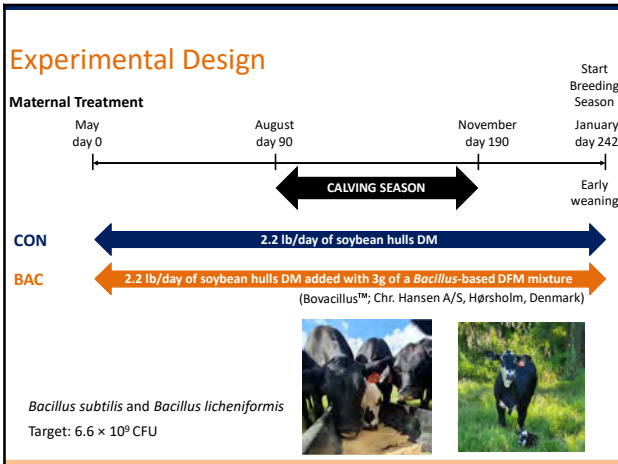 Experimental Design
Maternal Treatment
Start
Breeding
Season
May
day 0
August
day 90
November
day 190
January
day 242
CALVING SEASON
Early
weaning
CON
2.2 lb/day of soybean hulls DM
BAC
2.2 lb/day of soybean hulls DM added with 3g of a Bacillus-based DFM mixture
(Bovacillus™; Chr. Hansen A/S, Hørsholm, Denmark)
Bacillus subtilis and Bacillus licheniformis
Target: 6.6 × 10⁹ CFU